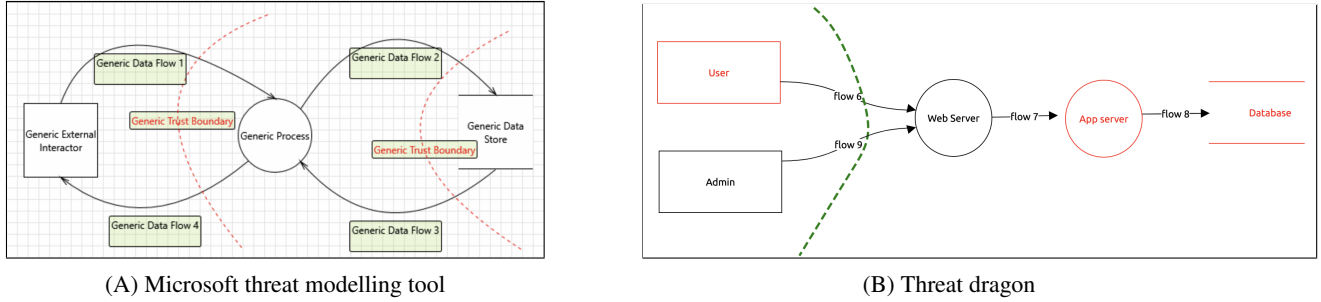 Generic Data Flow 1
Generic Data Flow 2
Generic Trust Boundary
Generic External
Interactor
Generic Process
Generic Data
Store
Generic Trust Boundary
Generic Data Flow 4
Generic Data Flow 3
(A) Microsoft threat modelling tool
User
flow 6
Web Server
flow 7
App server
flow 8
Database
flow 9
Admin
(B) Threat dragon